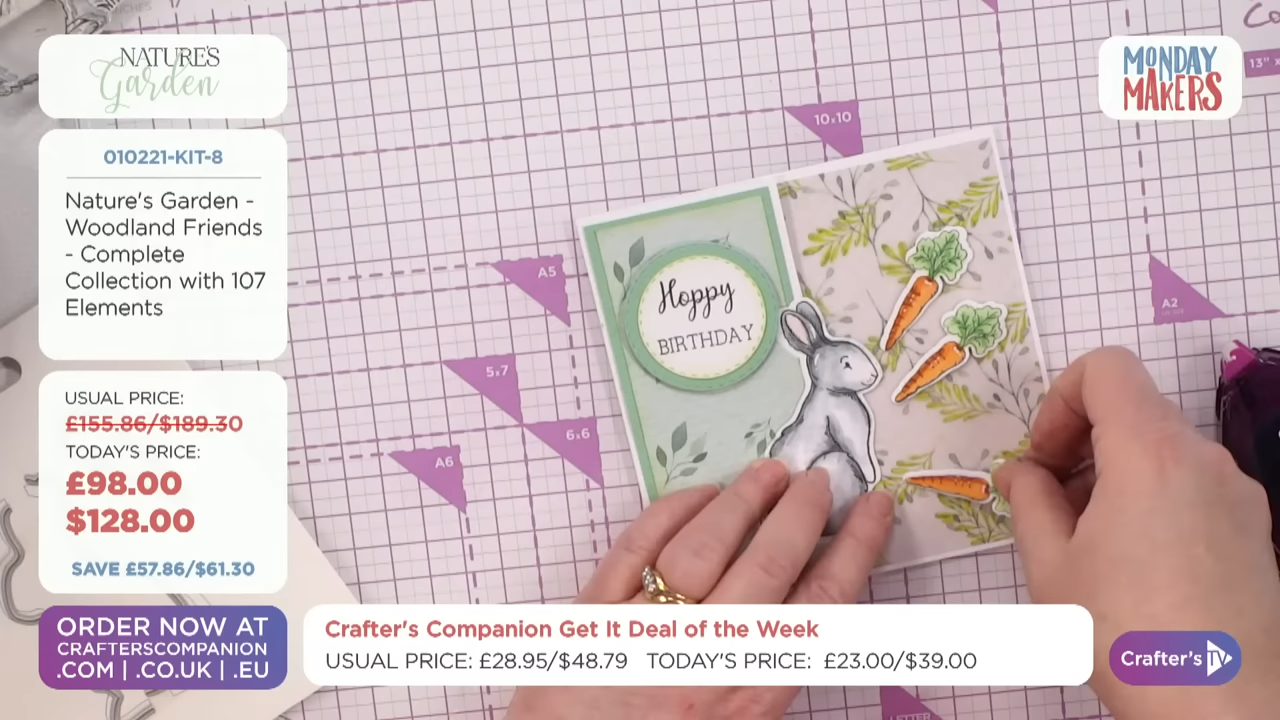 NATURE'S
Garden
010221-KIT-8
Nature's Garden -
Woodland Friends
- Complete
Collection with 107
Elements
USUAL PRICE:
£155.86/$189.30
TODAY'S PRICE:
£98.00
$128.00
SAVE £57.86/$61.30
ORDER NOW AT
CRAFTERSCOMPANION
.COM | .CO.UK | .EU
Crafter's Companion Get It Deal of the Week
USUAL PRICE: £28.95/$48.79 TODAY'S PRICE: £23.00/$39.00
Crafter's TV
MONDAY
MAKERS
13" x
10x10
A5
A2
5x7
6x6
A6
Hoppy
BIRTHDAY
LETTER